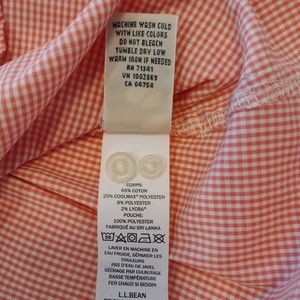 MACHINE WASH COLD
WITH LIKE COLORS
DO NOT BLEACH
TUMBLE DRY LOW
WARM IRON IF NEEDED
RN 71341
VN 1002869
CA 04754
CORPS:
65% COTON
25% COOLMAX® POLYESTER
8% POLYESTER
2% LYCRA®
POUCHE:
100% POLYESTER
FABRIQUÉ AU SRI LANKA
LAVER EN MACHINE EN
EAU FROIDE, SÉPARER LES
COULEURS
PAS D'EAU DE JAVEL
SÉCHAGE PAR CULBUTAGE
BASSE TEMPÉRATURE
FER CHAUD SI BESOIN
L.L.BEAN